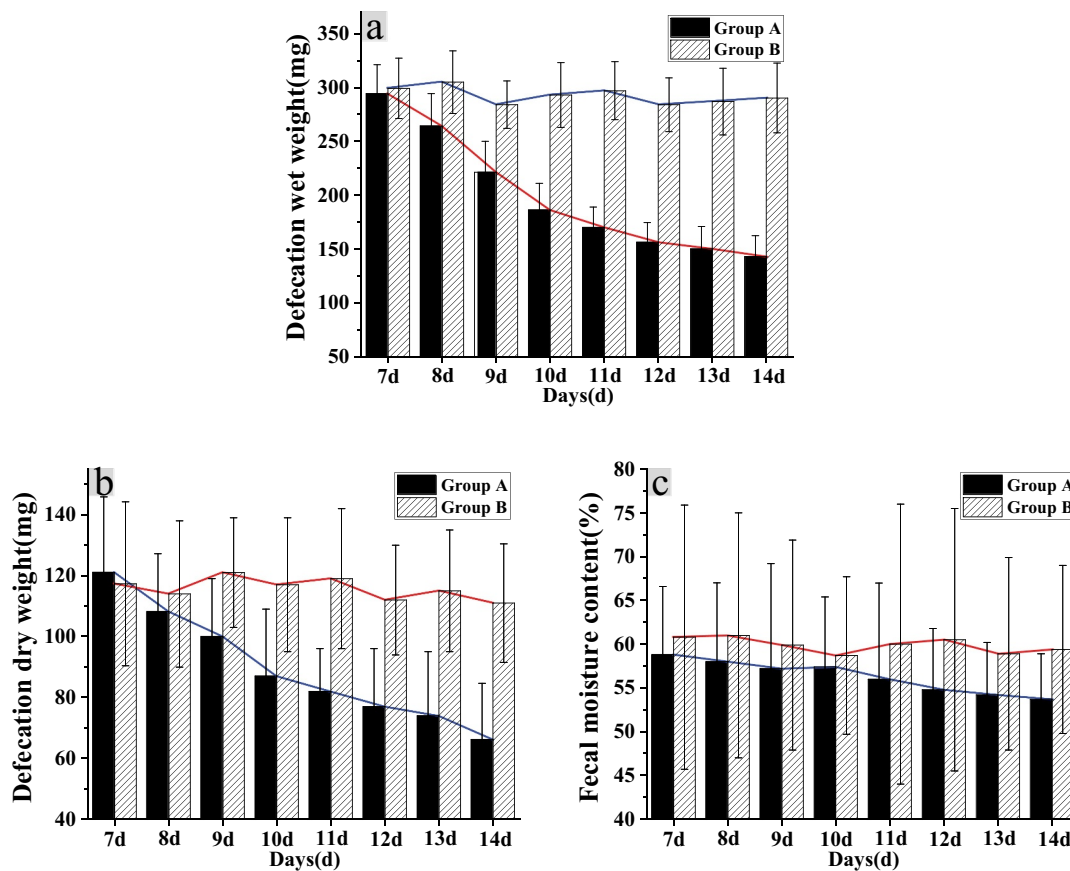 a
Group A
Group B
Defecation wet weight(mg)
350
300
250
200
150
100
50
7d 8d 9d 10d 11d 12d 13d 14d
Days(d)
b
Group A
Group B
Defecation dry weight(mg)
140
120
100
80
60
40
7d 8d 9d 10d 11d 12d 13d 14d
Days(d)
c
Group A
Group B
Fecal moisture content(%)
80
75
70
65
60
55
50
45
40
7d 8d 9d 10d 11d 12d 13d 14d
Days(d)